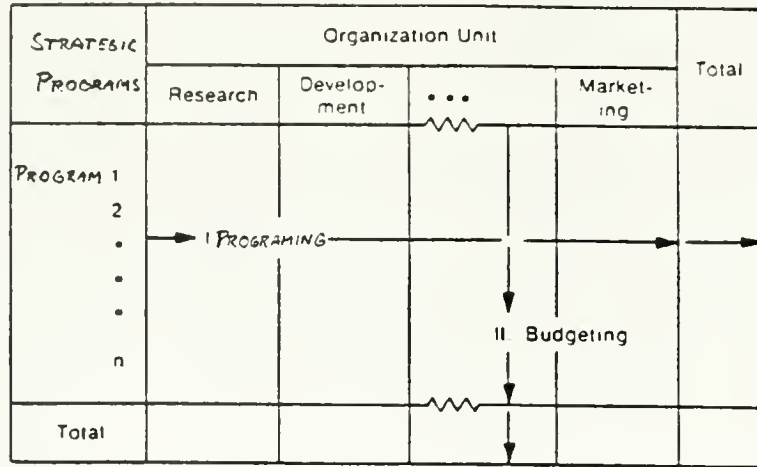 STRATEGIC
PROGRAMS
Organization Unit
Total
Research
Develop-
ment
• • •
Market-
ing
PROGRAM 1
2
•
•
•
n
I PROGRAMING
II. Budgeting
Total